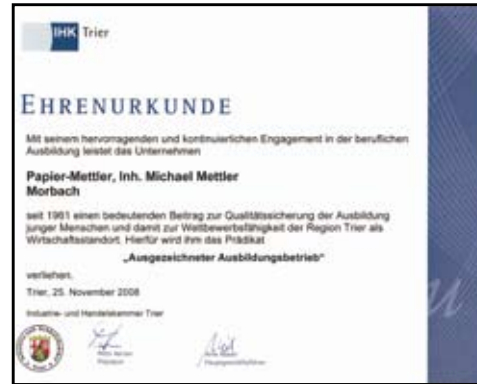 IHK Trier
EHRENURKUNDE
Mit seinem hervorragenden und kontinuierlichen Engagement in der beruflichen
Ausbildung leistet das Unternehmen
Papier-Mettler, Inh. Michael Mettler
Morbach
seit 1961 einen bedeutenden Beitrag zur Qualitätssicherung der Ausbildung
junger Menschen und damit zur Wettbewerbsfähigkeit der Region Trier als
Wirtschaftsstandort. Hierfür wird ihm das Prädikat
„Ausgezeichneter Ausbildungsbetrieb“
verliehen.
Trier, 25. November 2008
Industrie- und Handelskammer Trier
Präsident
Hauptgeschäftsführer